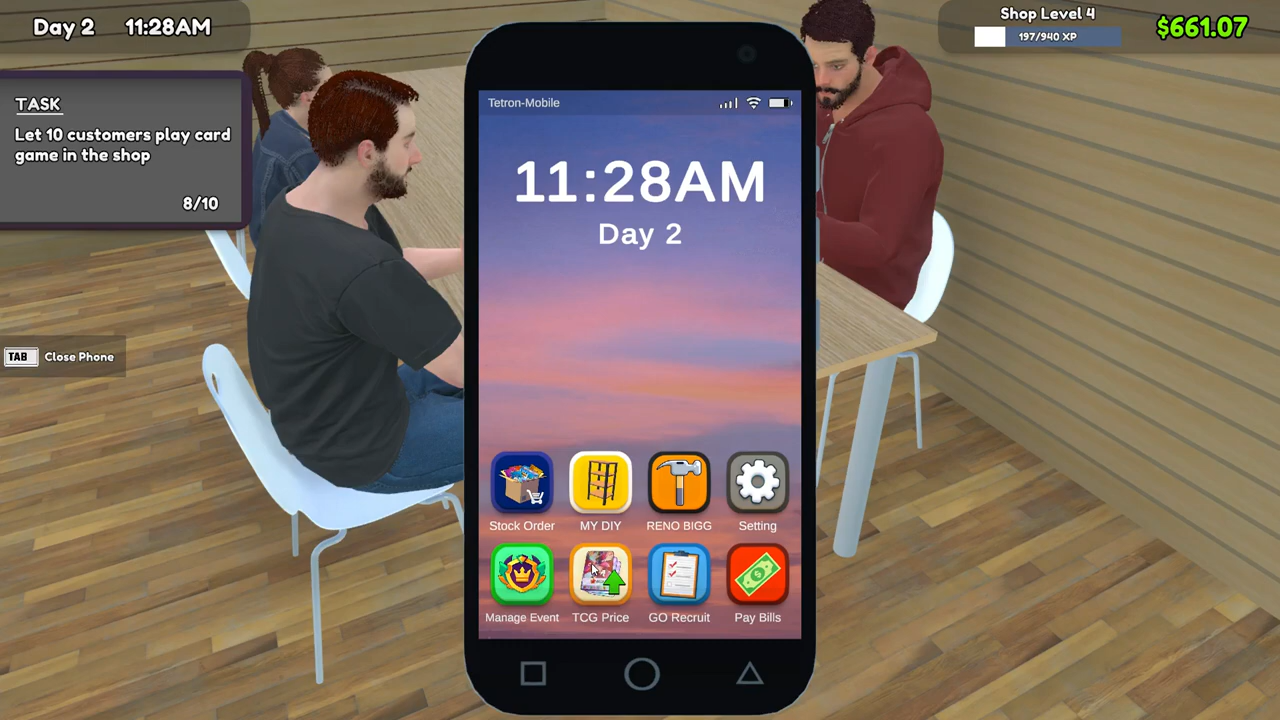 Day 2 11:28AM
Shop Level 4
197/940 XP
$661.07
TASK
Let 10 customers play card
game in the shop
8/10
TAB Close Phone
Tetron-Mobile
11:28AM
Day 2
Stock Order MY DIY RENO BIGG Setting
Manage Event TCG Price GO Recruit Pay Bills